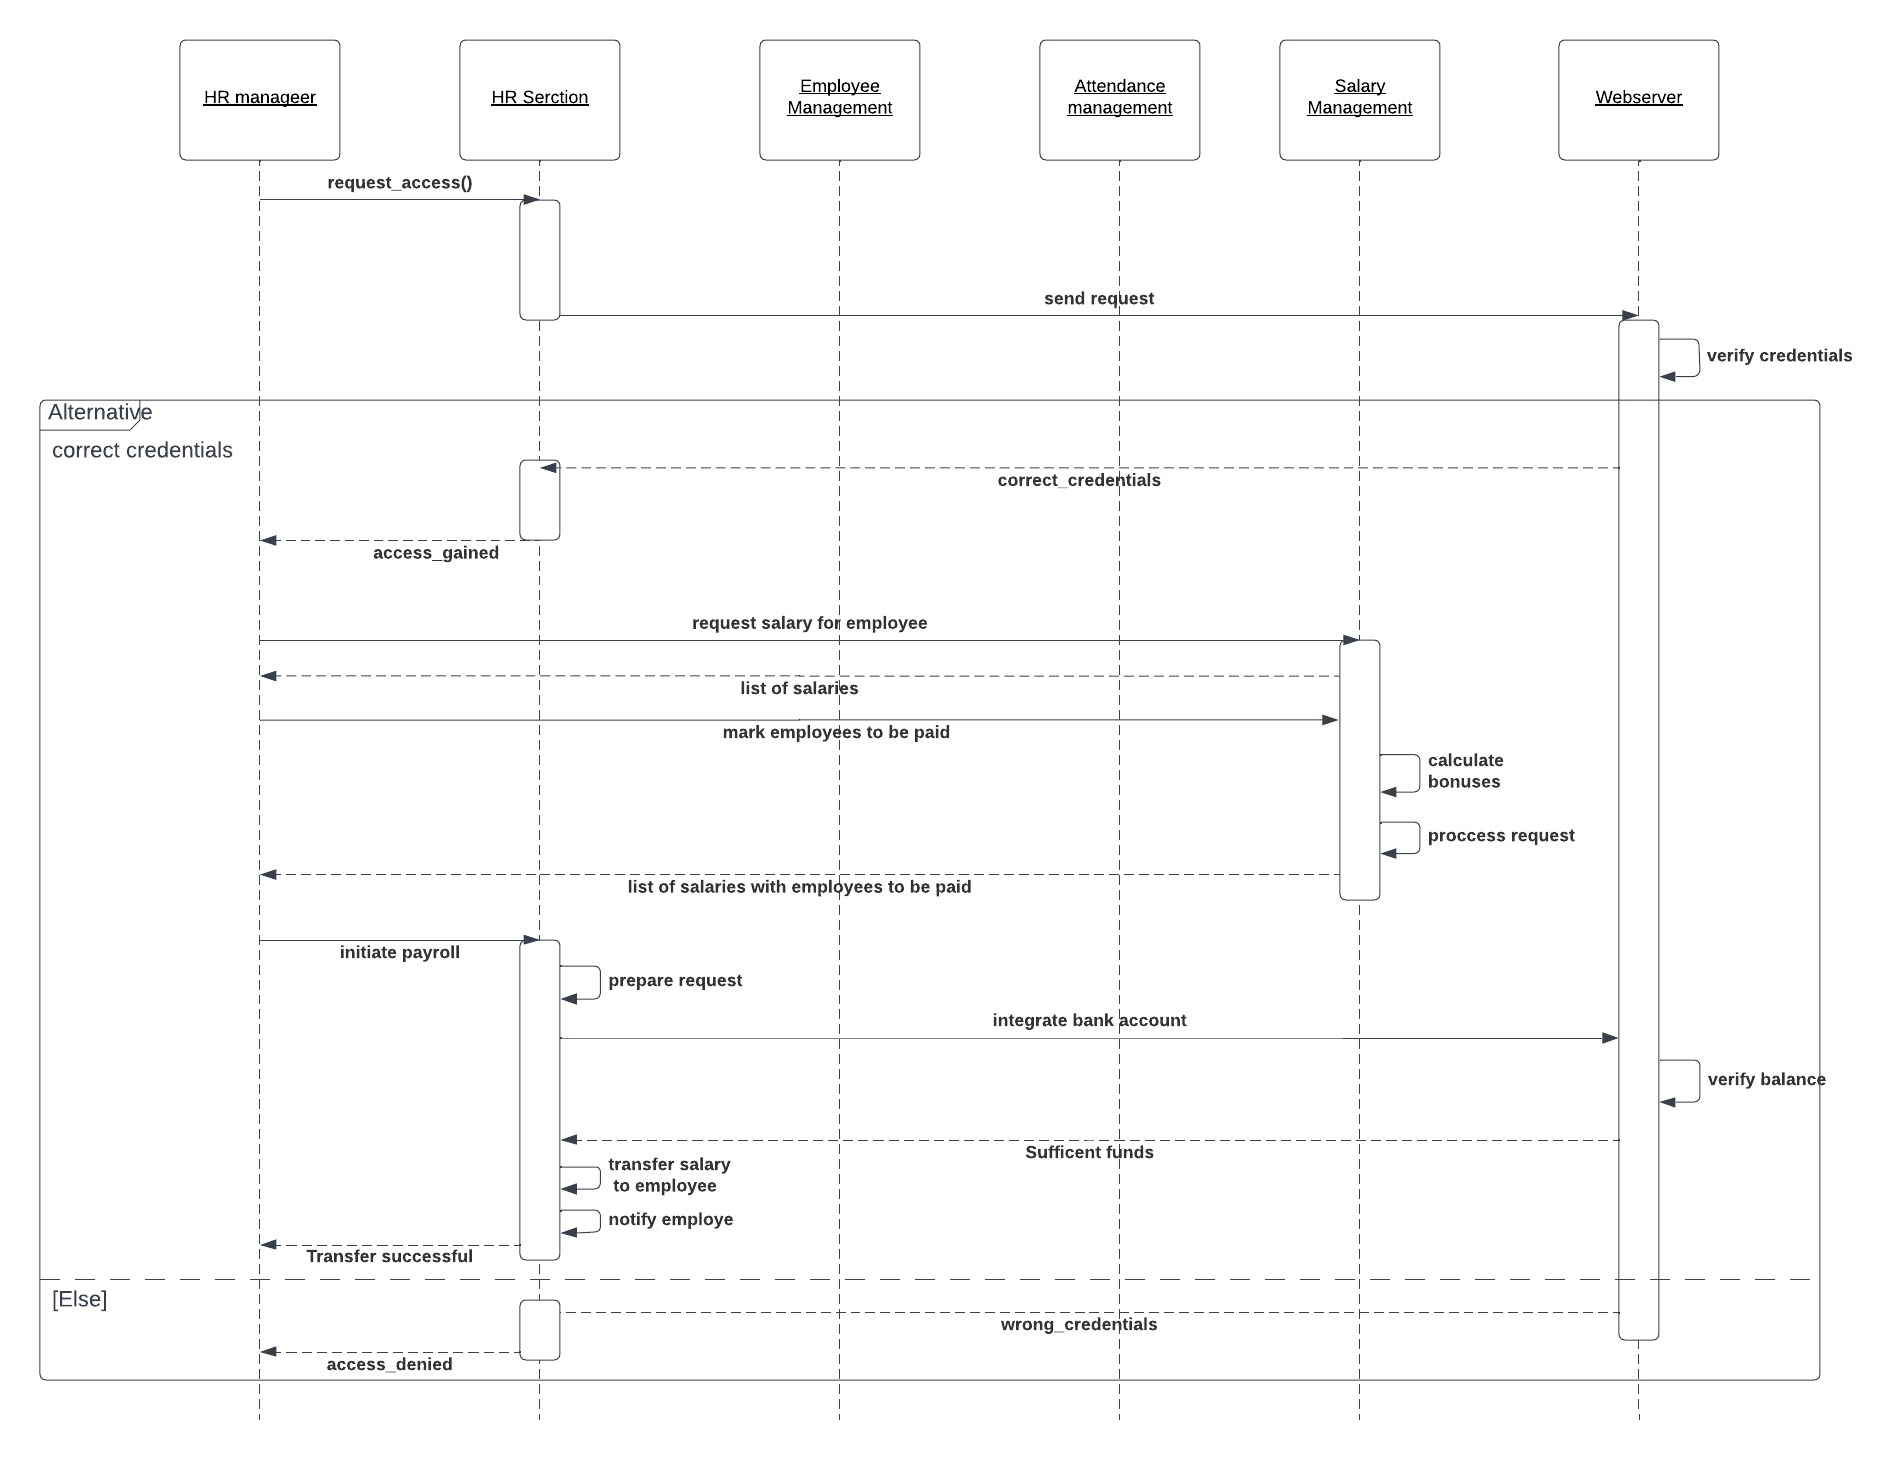 HR manageer
HR Serction
Employee
Management
Attendance
management
Salary
Management
Webserver
request_access()
send request
verify credentials
Alternative
correct credentials
correct_credentials
access_gained
request salary for employee
list of salaries
mark employees to be paid
calculate
bonuses
proccess request
list of salaries with employees to be paid
initiate payroll
prepare request
integrate bank account
verify balance
Sufficent funds
transfer salary
to employee
notify employe
Transfer successful
[Else]
wrong_credentials
access_denied